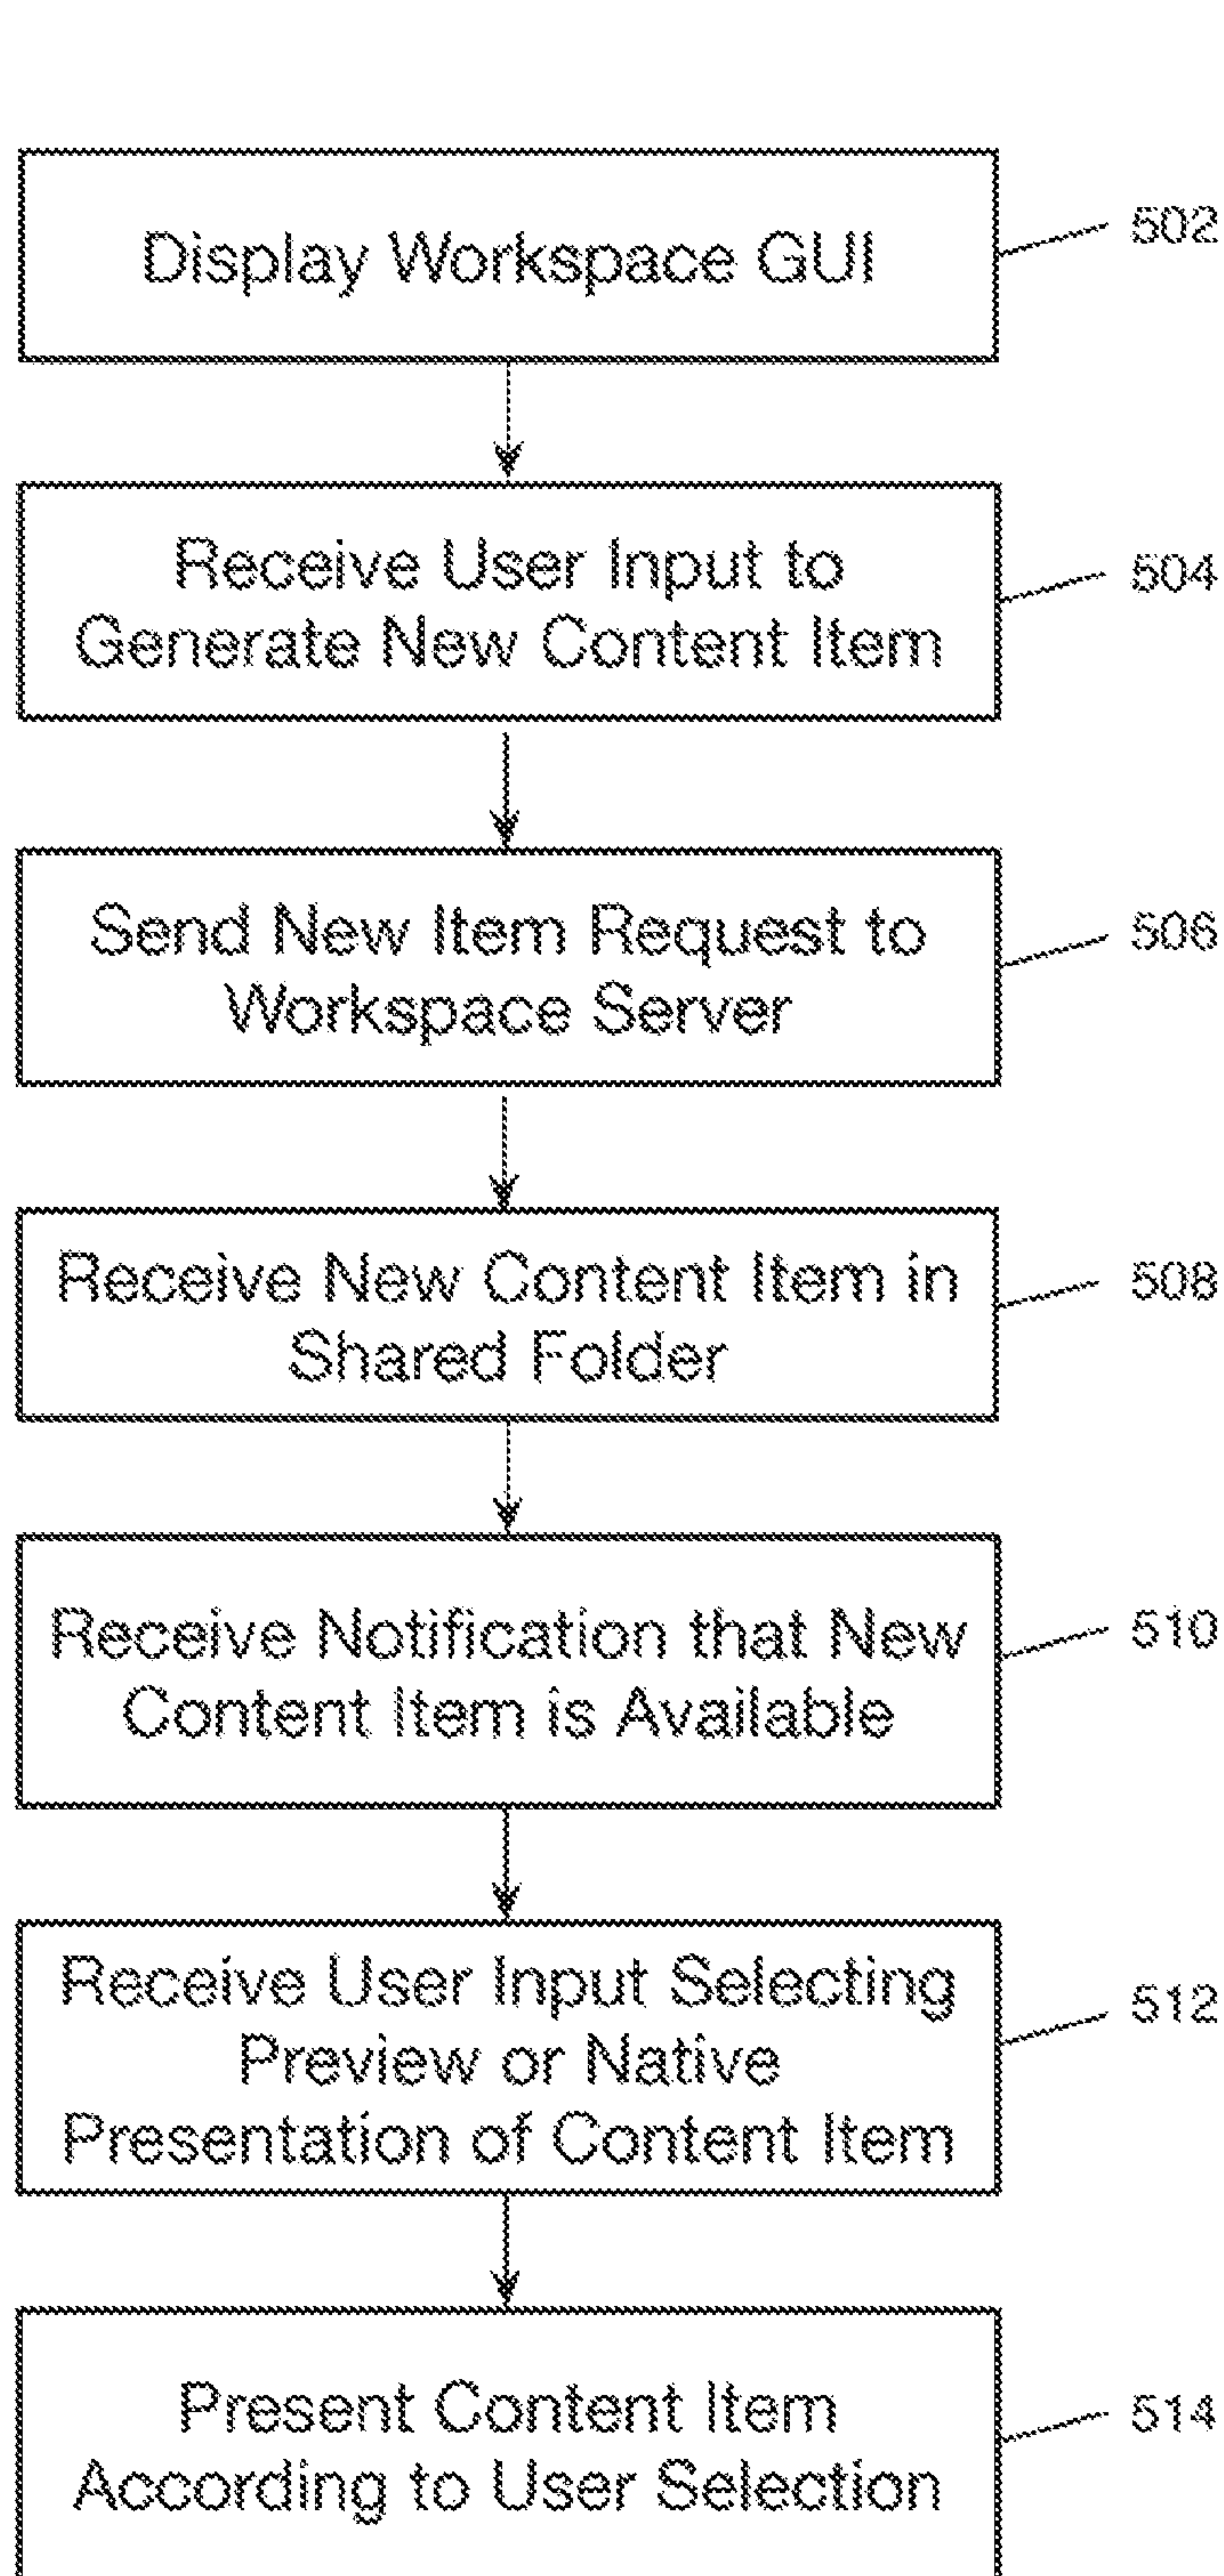 Display Workspace GUI
502
Receive User Input to
Generate New Content Item
504
Send New Item Request to
Workspace Server
506
Receive New Content Item in
Shared Folder
508
Receive Notification that New
Content Item is Available
510
Receive User Input Selecting
Preview or Native
Presentation of Content Item
512
Present Content Item
According to User Selection
514